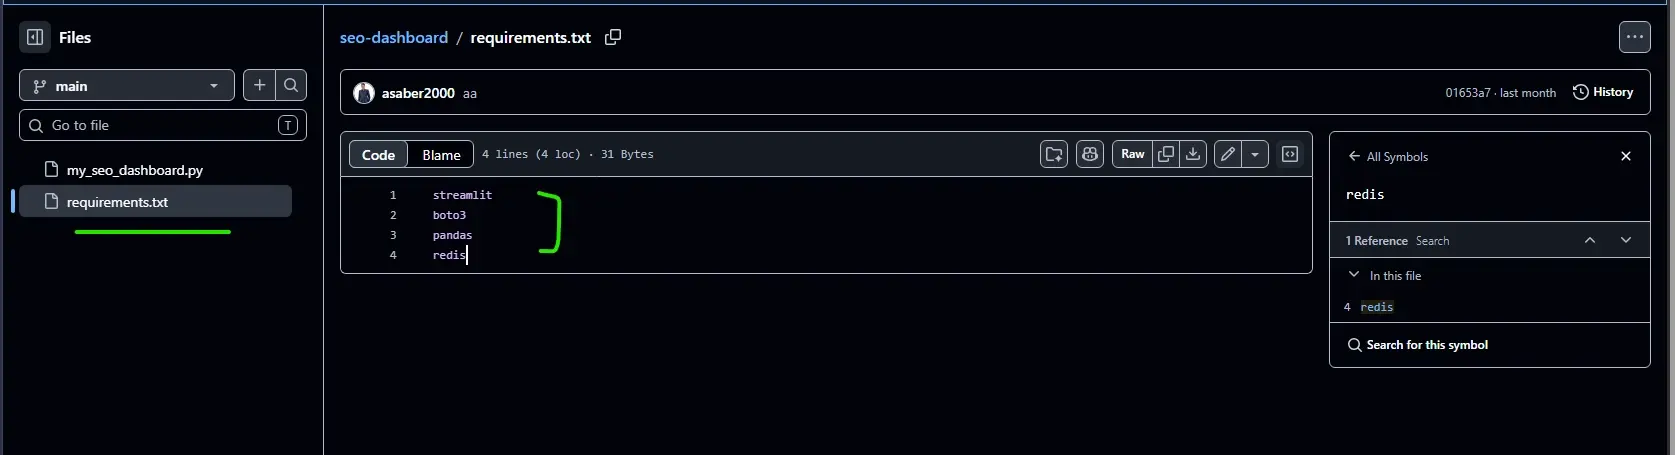 Files
seo-dashboard / requirements.txt
main
asaber2000 aa
01653a7 · last month
History
Go to file
T
Code
Blame
4 lines (4 loc) · 31 Bytes
Raw
my_seo_dashboard.py
requirements.txt
1 streamlit
2 boto3
3 pandas
4 redis
All Symbols
redis
1 Reference Search
In this file
4 redis
Search for this symbol